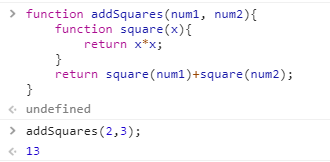 > function addSquares(num1, num2){
function square(x){
return x*x;
}
return square(num1)+square(num2);
}
undefined
> addSquares(2,3);
13